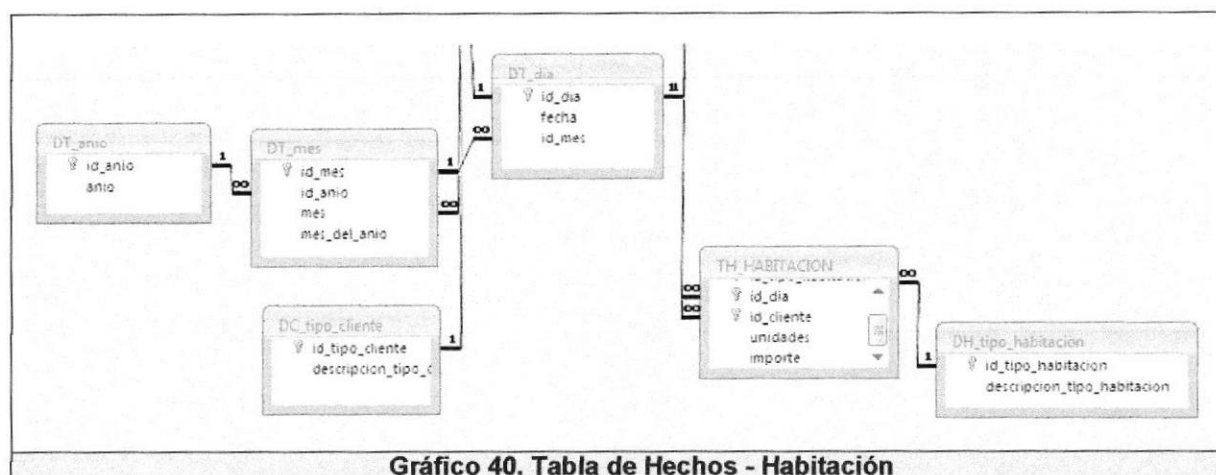 DT_dia
id_dia
fecha
id_mes
DT_anio
id_anio
anio
DT_mes
id_mes
id_anio
mes
mes_del_anio
DC_tipo_cliente
id_tipo_cliente
descripcion_tipo_c
TH_HABITACION
id_dia
id_cliente
unidades
importe
DH_tipo_habitacion
id_tipo_habitacion
descripcion_tipo_habitacion
1
∞
1
∞
1
∞
1
1
∞
∞
∞
1
Gráfico 40. Tabla de Hechos - Habitación